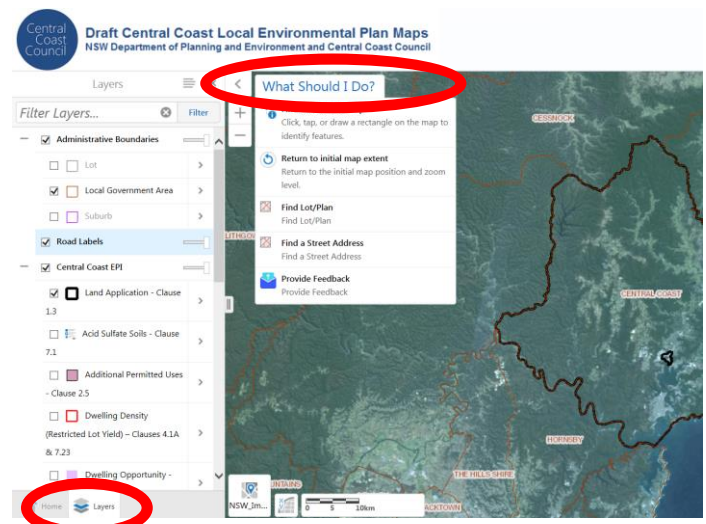 Central
Coast
Council
Draft Central Coast Local Environmental Plan Maps
NSW Department of Planning and Environment and Central Coast Council
Layers
Filter Layers...
Filter
Administrative Boundaries
Lot
Local Government Area
Suburb
Road Labels
Central Coast EPI
Land Application - Clause
1.3
Acid Sulfate Soils - Clause
7.1
Additional Permitted Uses
- Clause 2.5
Dwelling Density
(Restricted Lot Yield) – Clauses 4.1A
& 7.23
Dwelling Opportunity -
Home
Layers
What Should I Do?
Click, tap, or draw a rectangle on the map to
identify features.
Return to initial map extent
Return to the initial map position and zoom
level.
Find Lot/Plan
Find Lot/Plan
Find a Street Address
Find a Street Address
Provide Feedback
Provide Feedback
CESSNOCK
LITHGOW
CENTRAL COAST
HORNSBY
THE HILLS SHIRE
NSW_Im...
0 5 10km